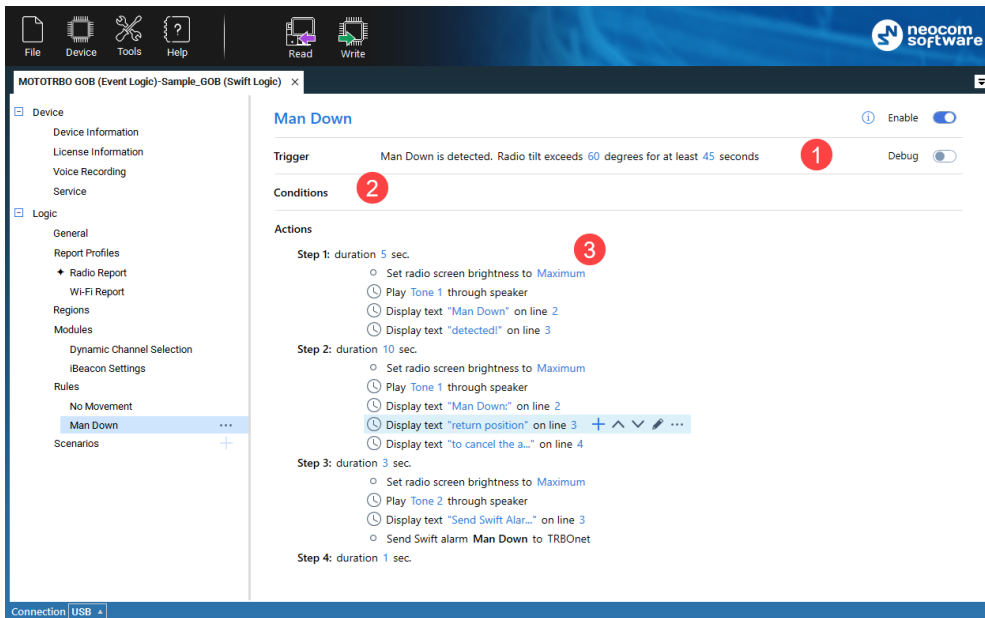 File
Device
Tools
Help
Read
Write
neocom
software
MOTOTRBO GOB (Event Logic)-Sample_GOB (Swift Logic) ×
Device
Device Information
License Information
Voice Recording
Service
Logic
General
Report Profiles
Radio Report
Wi-Fi Report
Regions
Modules
Dynamic Channel Selection
iBeacon Settings
Rules
No Movement
Man Down
Scenarios
Man Down
Enable
Trigger Man Down is detected. Radio tilt exceeds 60 degrees for at least 45 seconds
1
Debug
Conditions
2
Actions
3
Step 1: duration 5 sec.
Set radio screen brightness to Maximum
Play Tone 1 through speaker
Display text "Man Down" on line 2
Display text "detected!" on line 3
Step 2: duration 10 sec.
Set radio screen brightness to Maximum
Play Tone 1 through speaker
Display text "Man Down:" on line 2
Display text "return position" on line 3
Display text "to cancel the a..." on line 4
Step 3: duration 3 sec.
Set radio screen brightness to Maximum
Play Tone 2 through speaker
Display text "Send Swift Alar..." on line 3
Send Swift alarm Man Down to TRBOnet
Step 4: duration 1 sec.
Connection USB